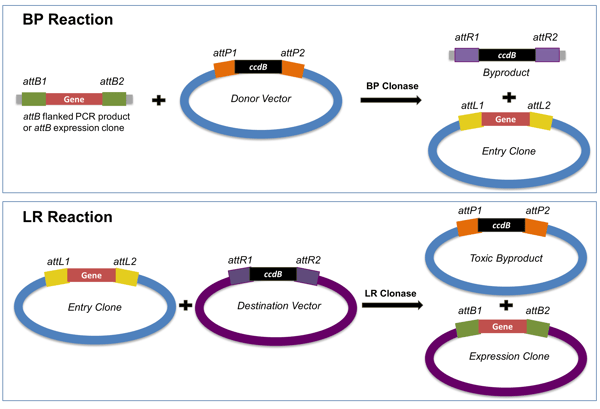 BP Reaction
attB1 attB2
Gene
attB flanked PCR product
or attB expression clone
attP1 attP2
ccdB
Donor Vector
BP Clonase
attR1 attR2
ccdB
Byproduct
attL1 attL2
Gene
Entry Clone
LR Reaction
attL1 attL2
Gene
Entry Clone
attR1 attR2
ccdB
Destination Vector
LR Clonase
attP1 attP2
ccdB
Toxic Byproduct
attB1 attB2
Gene
Expression Clone